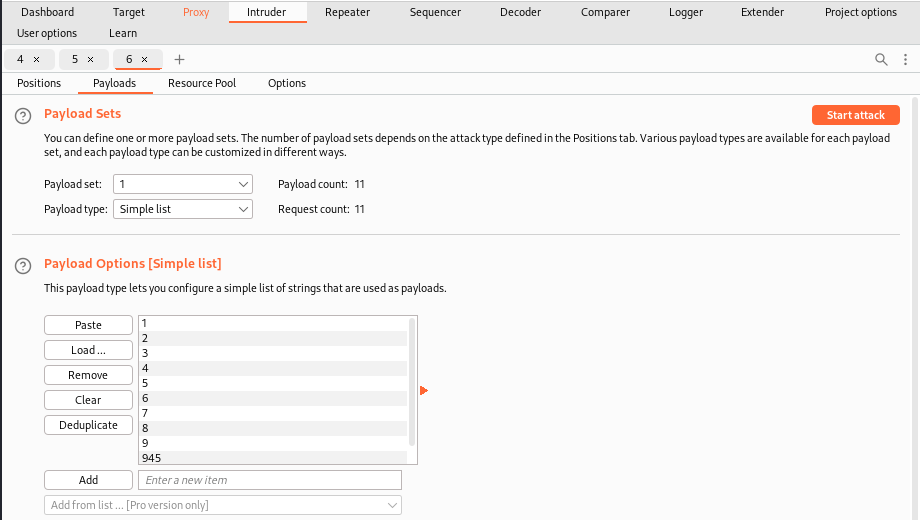 Dashboard Target Proxy Intruder Repeater Sequencer Decoder Comparer Logger Extender Project options
User options Learn
4 × 5 × 6 × +
Positions Payloads Resource Pool Options
? Payload Sets Start attack
You can define one or more payload sets. The number of payload sets depends on the attack type defined in the Positions tab. Various payload types are available for each payload
set, and each payload type can be customized in different ways.
Payload set: 1 Payload count: 11
Payload type: Simple list Request count: 11
? Payload Options [Simple list]
This payload type lets you configure a simple list of strings that are used as payloads.
Paste
Load ...
Remove
Clear
Deduplicate
1
2
3
4
5
6
7
8
9
945
Add Enter a new item
Add from list ... [Pro version only]